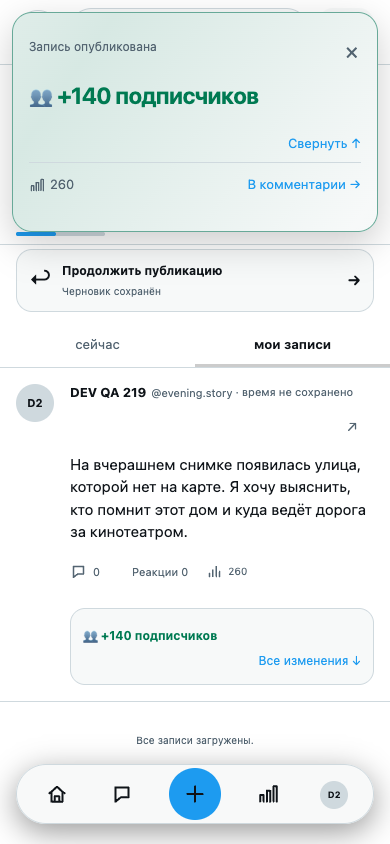 Запись опубликована
👥 +140 подписчиков
Свернуть ↑
260
В комментарии →
Продолжить публикацию
Черновик сохранён
сейчас
мои записи
D2
DEV QA 219 @evening.story · время не сохранено
На вчерашнем снимке появилась улица,
которой нет на карте. Я хочу выяснить,
кто помнит этот дом и куда ведёт дорога
за кинотеатром.
0 Реакции 0 260
👥 +140 подписчиков
Все изменения ↓
Все записи загружены.
D2